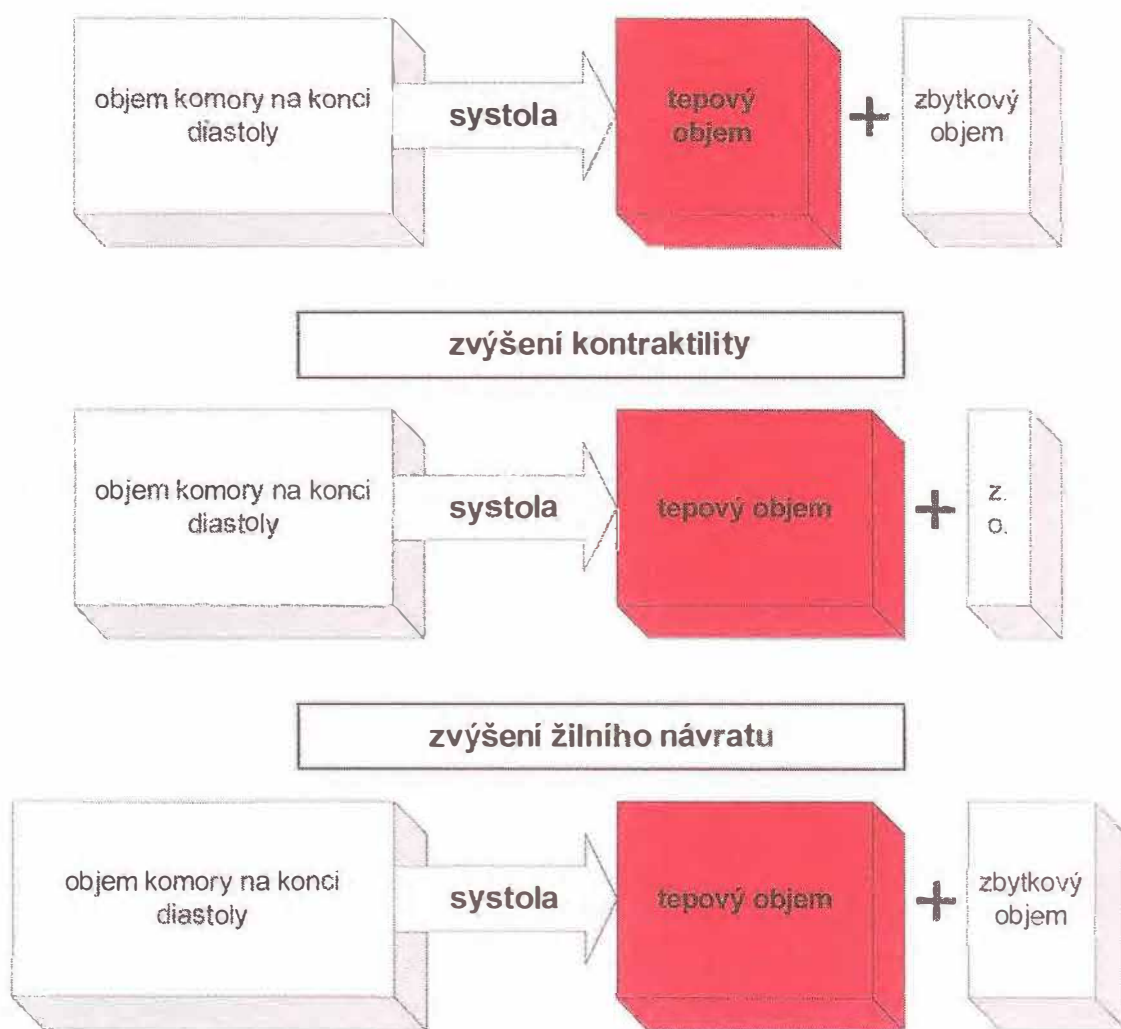 objem komory na konci
diastoly
systola
tepový
objem
+
zbytkový
objem
zvýšení kontraktility
objem komory na konci
diastoly
systola
tepový objem
+
z.
o.
zvýšení žilního návratu
objem komory na konci
diastoly
systola
tepový objem
+
zbytkový
objem